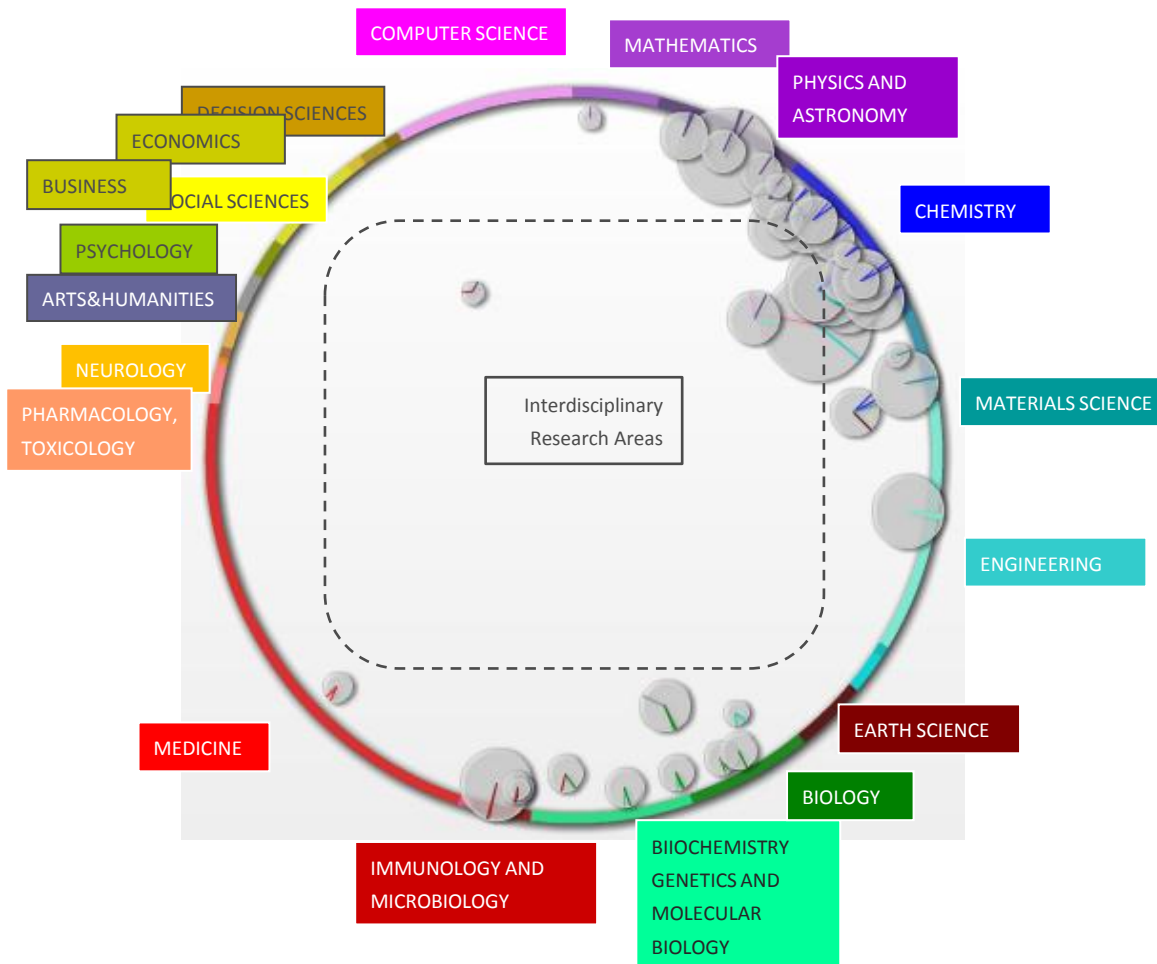 COMPUTER SCIENCE
MATHEMATICS
PHYSICS AND
ASTRONOMY
DECISION SCIENCES
ECONOMICS
BUSINESS
OCIAL SCIENCES
CHEMISTRY
PSYCHOLOGY
ARTS&HUMANITIES
NEUROLOGY
PHARMACOLOGY,
TOXICOLOGY
Interdisciplinary
Research Areas
MATERIALS SCIENCE
ENGINEERING
EARTH SCIENCE
MEDICINE
BIOLOGY
IMMUNOLOGY AND
MICROBIOLOGY
BIIOCHEMISTRY
GENETICS AND
MOLECULAR
BIOLOGY